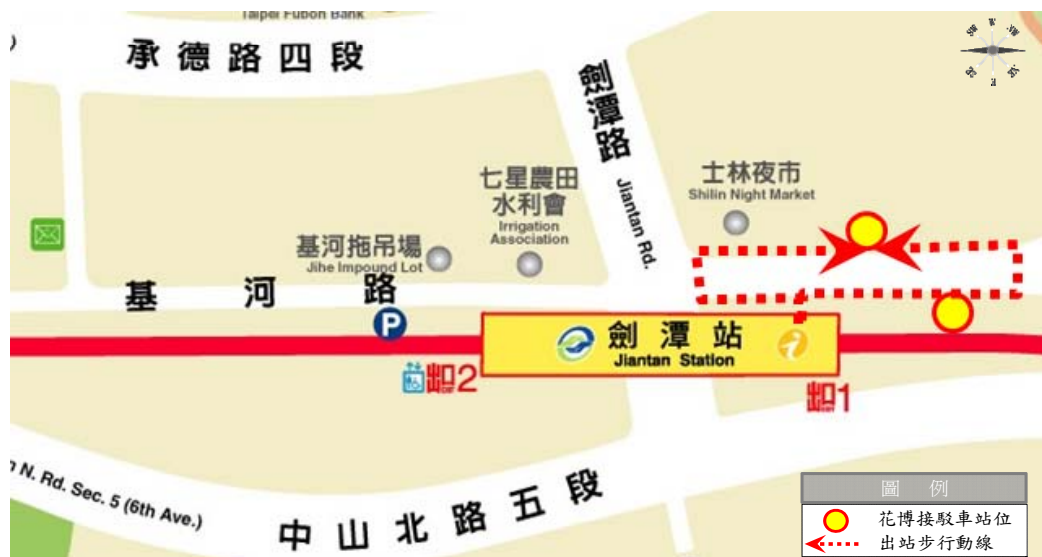 Taipei Fubon Bank
承德路四段
劍潭路
Jiantan Rd.
士林夜市
Shilin Night Market
七星農田
水利會
Irrigation
Association
基河拖吊場
Jihe Impound Lot
基河路
P
劍潭站
Jiantan Station
出口2
出口1
N. Rd. Sec. 5 (6th Ave.)
中山北路五段
圖例
花博接駁車站位
出站步行動線